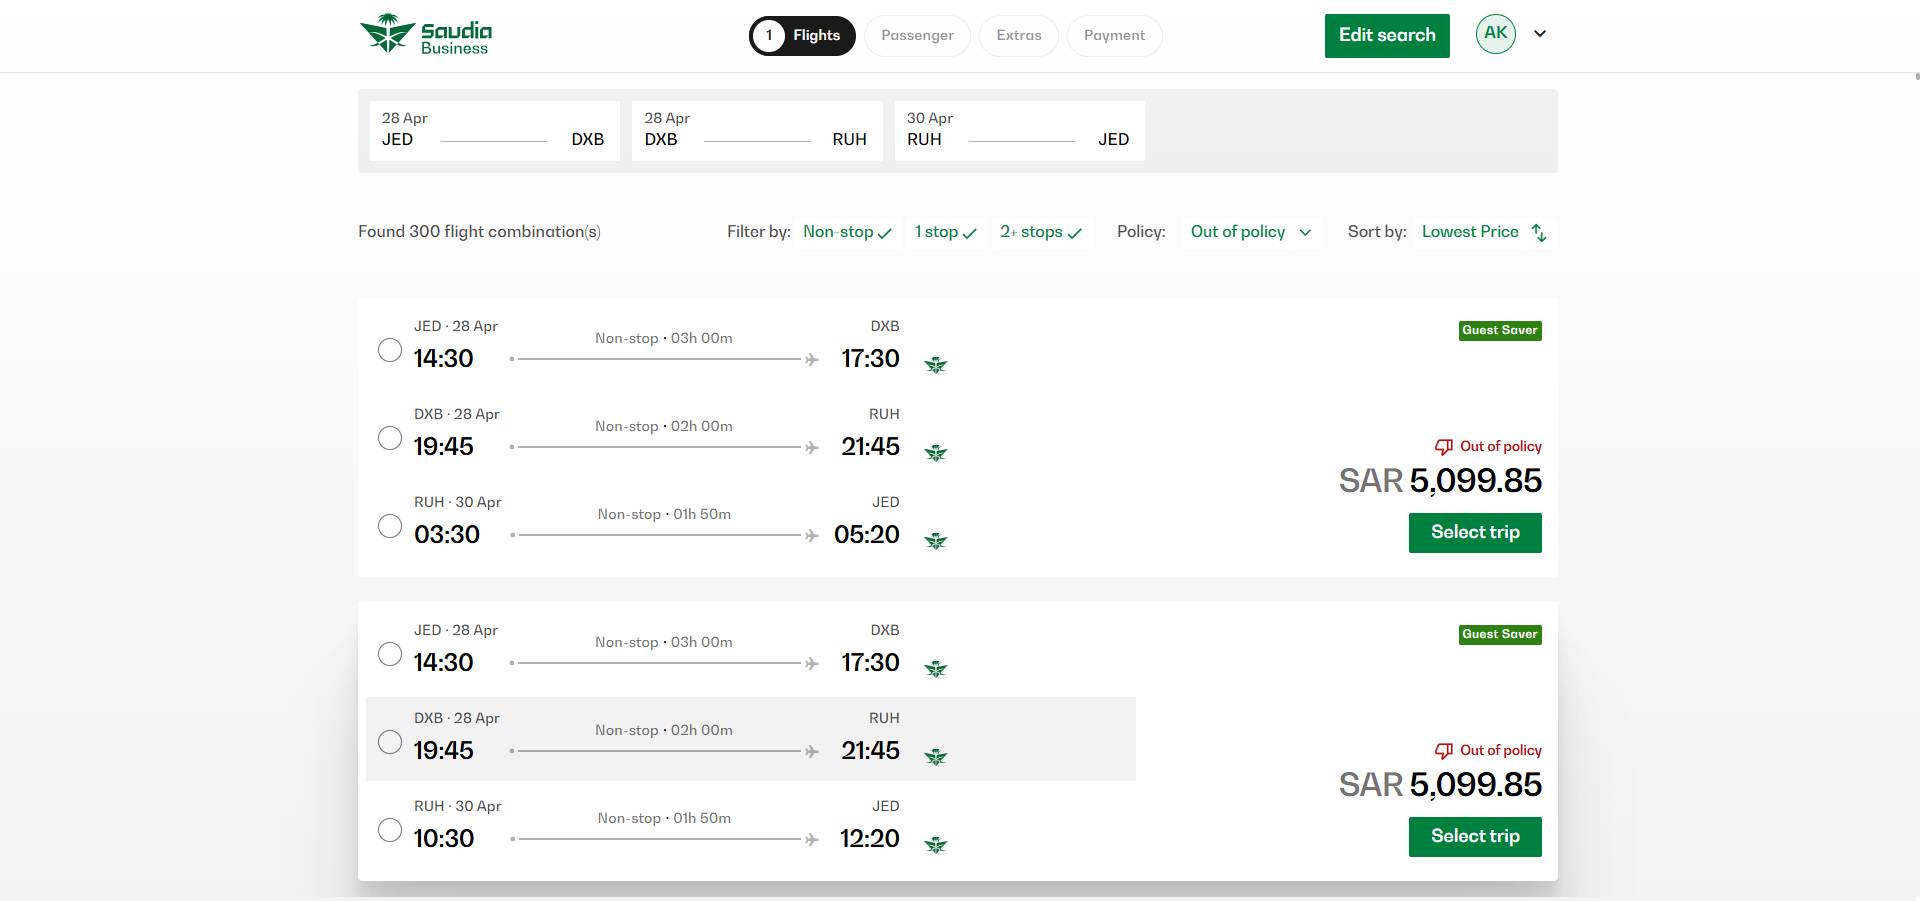 Saudia
Business
1 Flights
Passenger
Extras
Payment
Edit search
AK
28 Apr
JED DXB
28 Apr
DXB RUH
30 Apr
RUH JED
Found 300 flight combination(s)
Filter by: Non-stop 1 stop 2+ stops
Policy: Out of policy
Sort by: Lowest Price
JED · 28 Apr
14:30
Non-stop · 03h 00m
DXB
17:30
DXB · 28 Apr
19:45
Non-stop · 02h 00m
RUH
21:45
RUH · 30 Apr
03:30
Non-stop · 01h 50m
JED
05:20
Guest Saver
Out of policy
SAR 5,099.85
Select trip
JED · 28 Apr
14:30
Non-stop · 03h 00m
DXB
17:30
DXB · 28 Apr
19:45
Non-stop · 02h 00m
RUH
21:45
RUH · 30 Apr
10:30
Non-stop · 01h 50m
JED
12:20
Guest Saver
Out of policy
SAR 5,099.85
Select trip